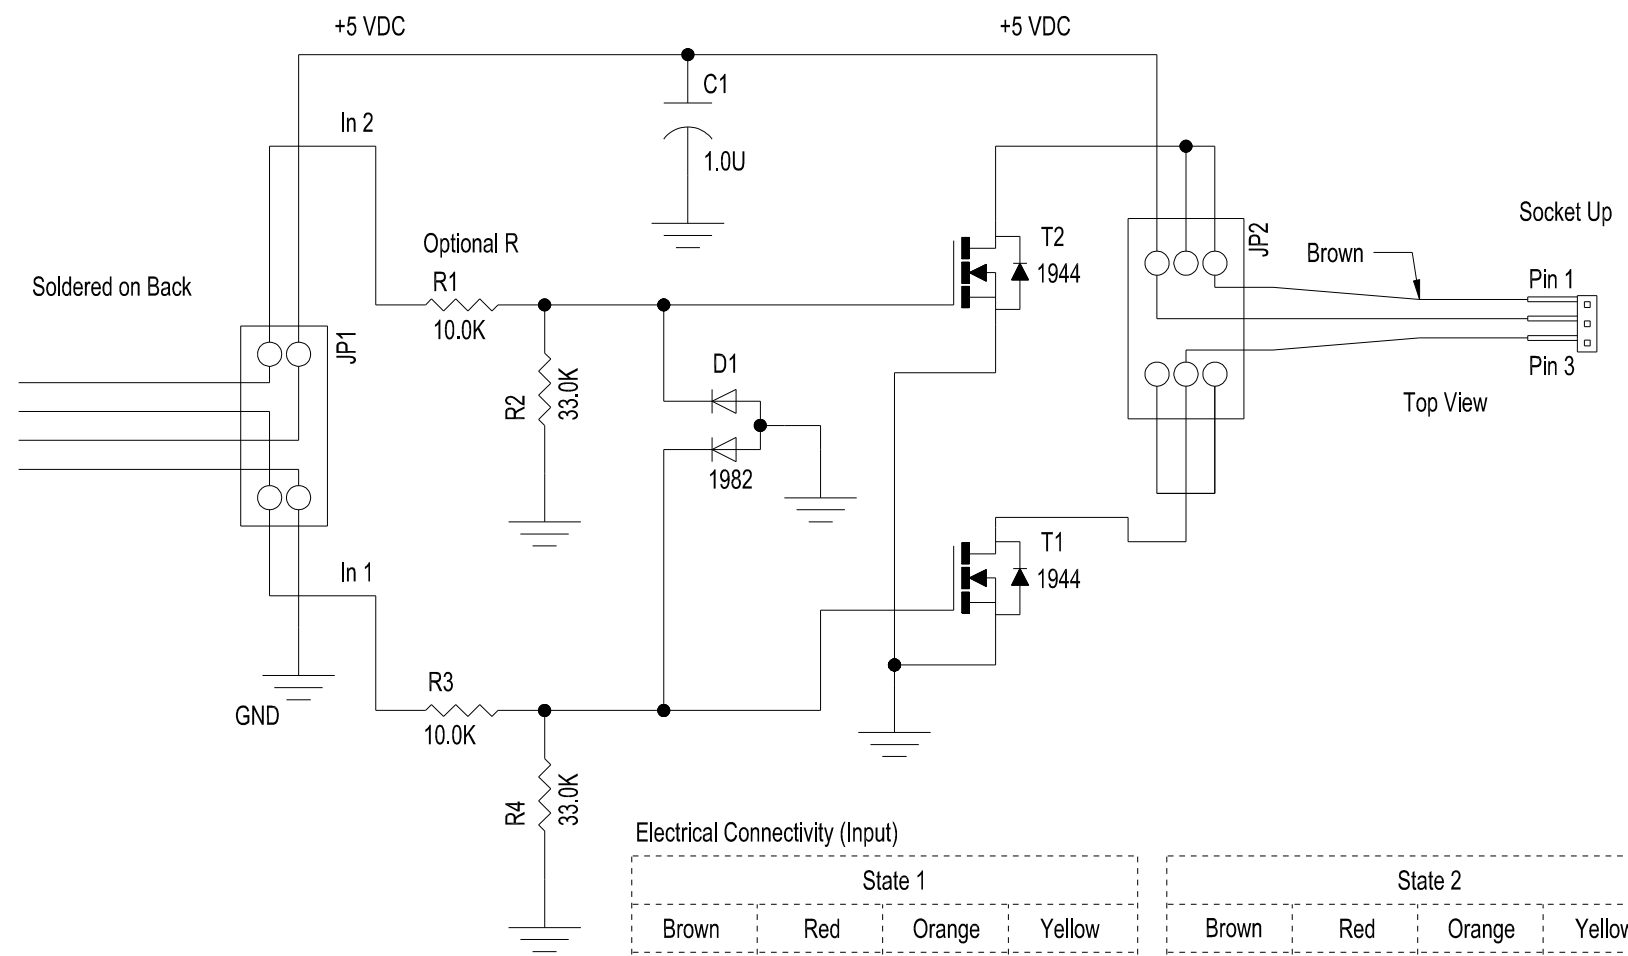 +5 VDC
+5 VDC
C1
In 2
1.0U
Socket Up
Optional R
T2
JP2
Brown
1944
Soldered on Back
R1
Pin 1
10.0K
JP1
D1
Pin 3
R2
33.0K
Top View
1982
T1
In 1
1944
R3
GND
10.0K
R4
33.0K
Electrical Connectivity (Input)
State 1
State 2
Brown Red Orange Yellow
Brown Red Orange Yellow